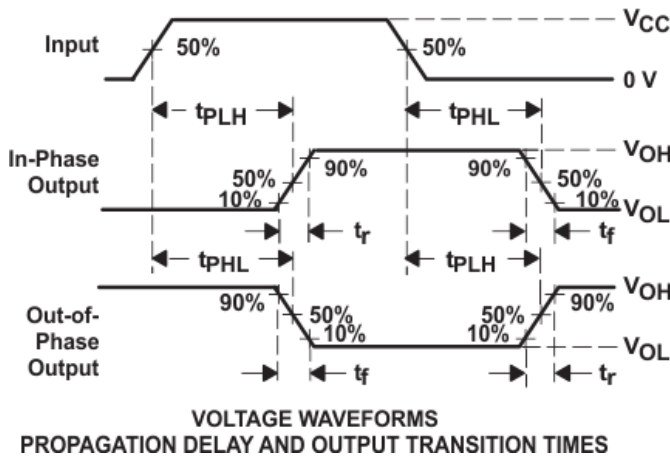 Input
50%
50%
VCC
0 V
tPLH
tPHL
In-Phase
Output
50%
10%
90%
90%
50%
10%
VOH
VOL
tr
tf
tPHL
tPLH
Out-of-
Phase
Output
90%
50%
10%
10%
50%
90%
VOH
VOL
tf
tr
VOLTAGE WAVEFORMS
PROPAGATION DELAY AND OUTPUT TRANSITION TIMES